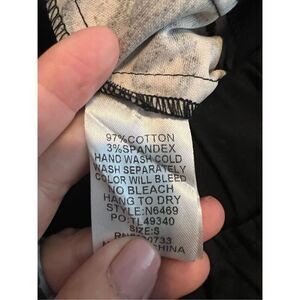 97%COTTON
3%SPANDEX
HAND WASH COLD
WASH SEPARATELY
COLOR WILL BLEED
NO BLEACH
HANG TO DRY
STYLE:N6469
PO:TL49340
SIZE:S
CHINA